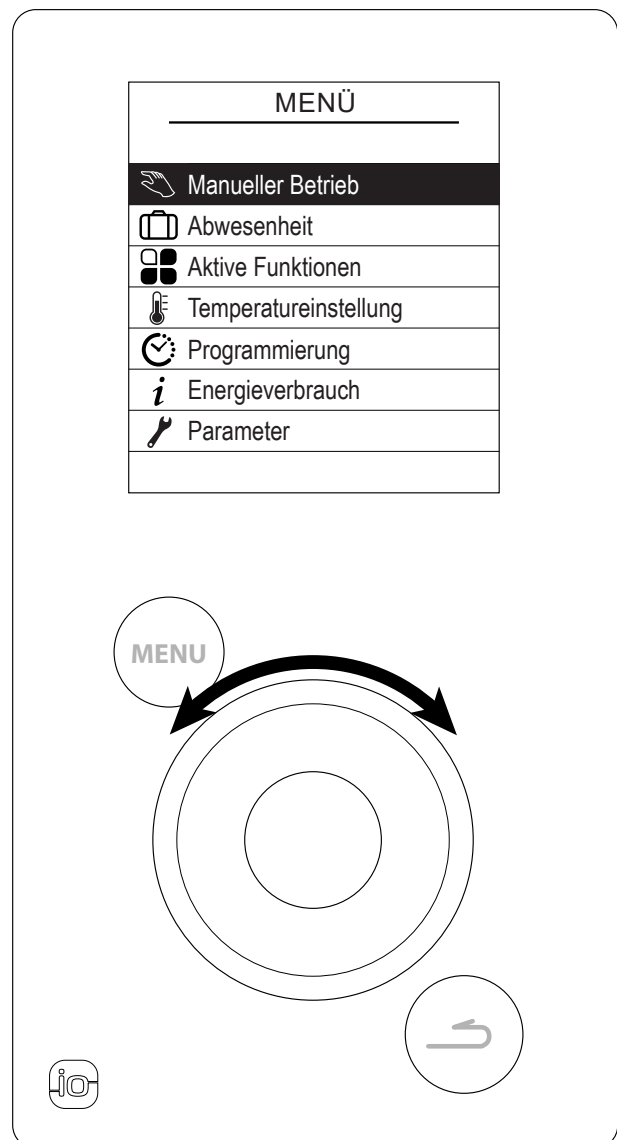 MENÜ
Manueller Betrieb
Abwesenheit
Aktive Funktionen
Temperatureinstellung
Programmierung
i Energieverbrauch
Parameter
MENU
io